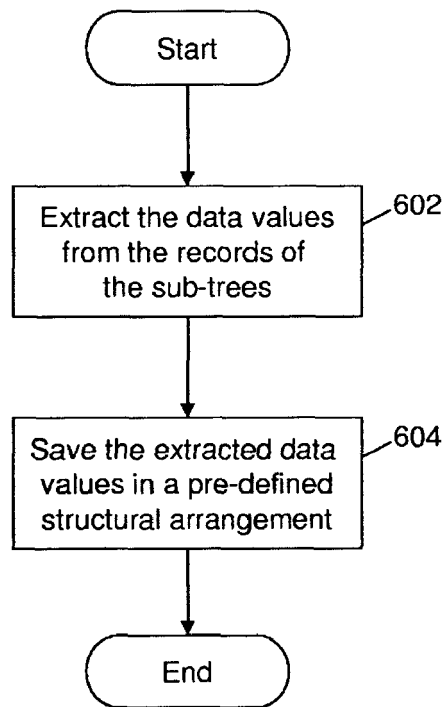 Start
Extract the data values
from the records of
the sub-trees
602
Save the extracted data
values in a pre-defined
structural arrangement
604
End